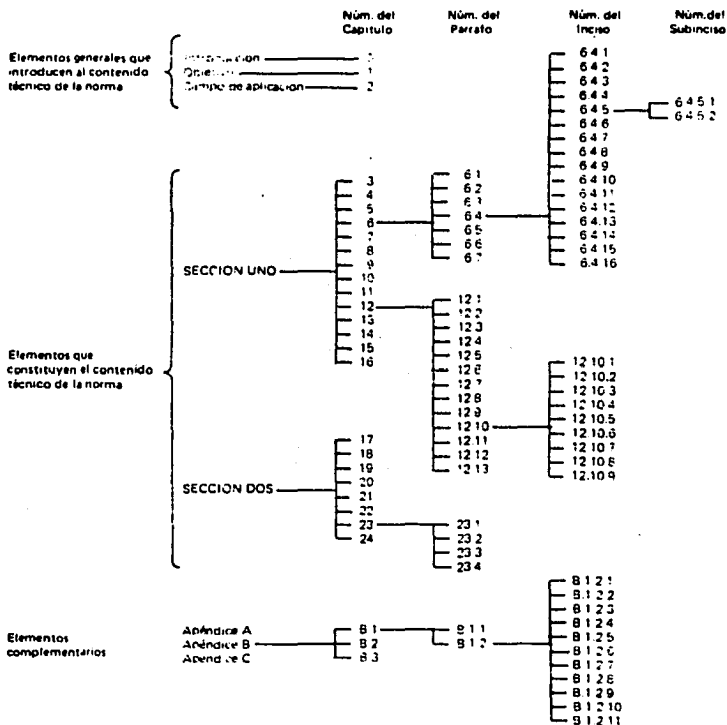 Núm. del Capítulo
Núm. del Párrafo
Núm. del Inciso
Núm. del Subinciso
Elementos generales que
introducen al contenido
técnico de la norma
Introducción 0
Objetivo 1
Campo de aplicación 2
6.4.1
6.4.2
6.4.3
6.4.4
6.4.5
6.4.6
6.4.7
6.4.8
6.4.9
6.4.10
6.4.11
6.4.12
6.4.13
6.4.14
6.4.15
6.4.16
6.4.5.1
6.4.5.2
Elementos que
constituyen el contenido
técnico de la norma
SECCION UNO
3
4
5
6
7
8
9
10
11
12
13
14
15
16
6.1
6.2
6.3
6.4
6.5
6.6
6.7
12.1
12.2
12.3
12.4
12.5
12.6
12.7
12.8
12.9
12.10
12.11
12.12
12.13
12.10.1
12.10.2
12.10.3
12.10.4
12.10.5
12.10.6
12.10.7
12.10.8
12.10.9
SECCION DOS
17
18
19
20
21
22
23
24
23.1
23.2
23.3
23.4
Elementos
complementarios
Apéndice A
Apéndice B
Apéndice C
B.1
B.2
B.3
B.1.1
B.1.2
B.1.2.1
B.1.2.2
B.1.2.3
B.1.2.4
B.1.2.5
B.1.2.6
B.1.2.7
B.1.2.8
B.1.2.9
B.1.2.10
B.1.2.11